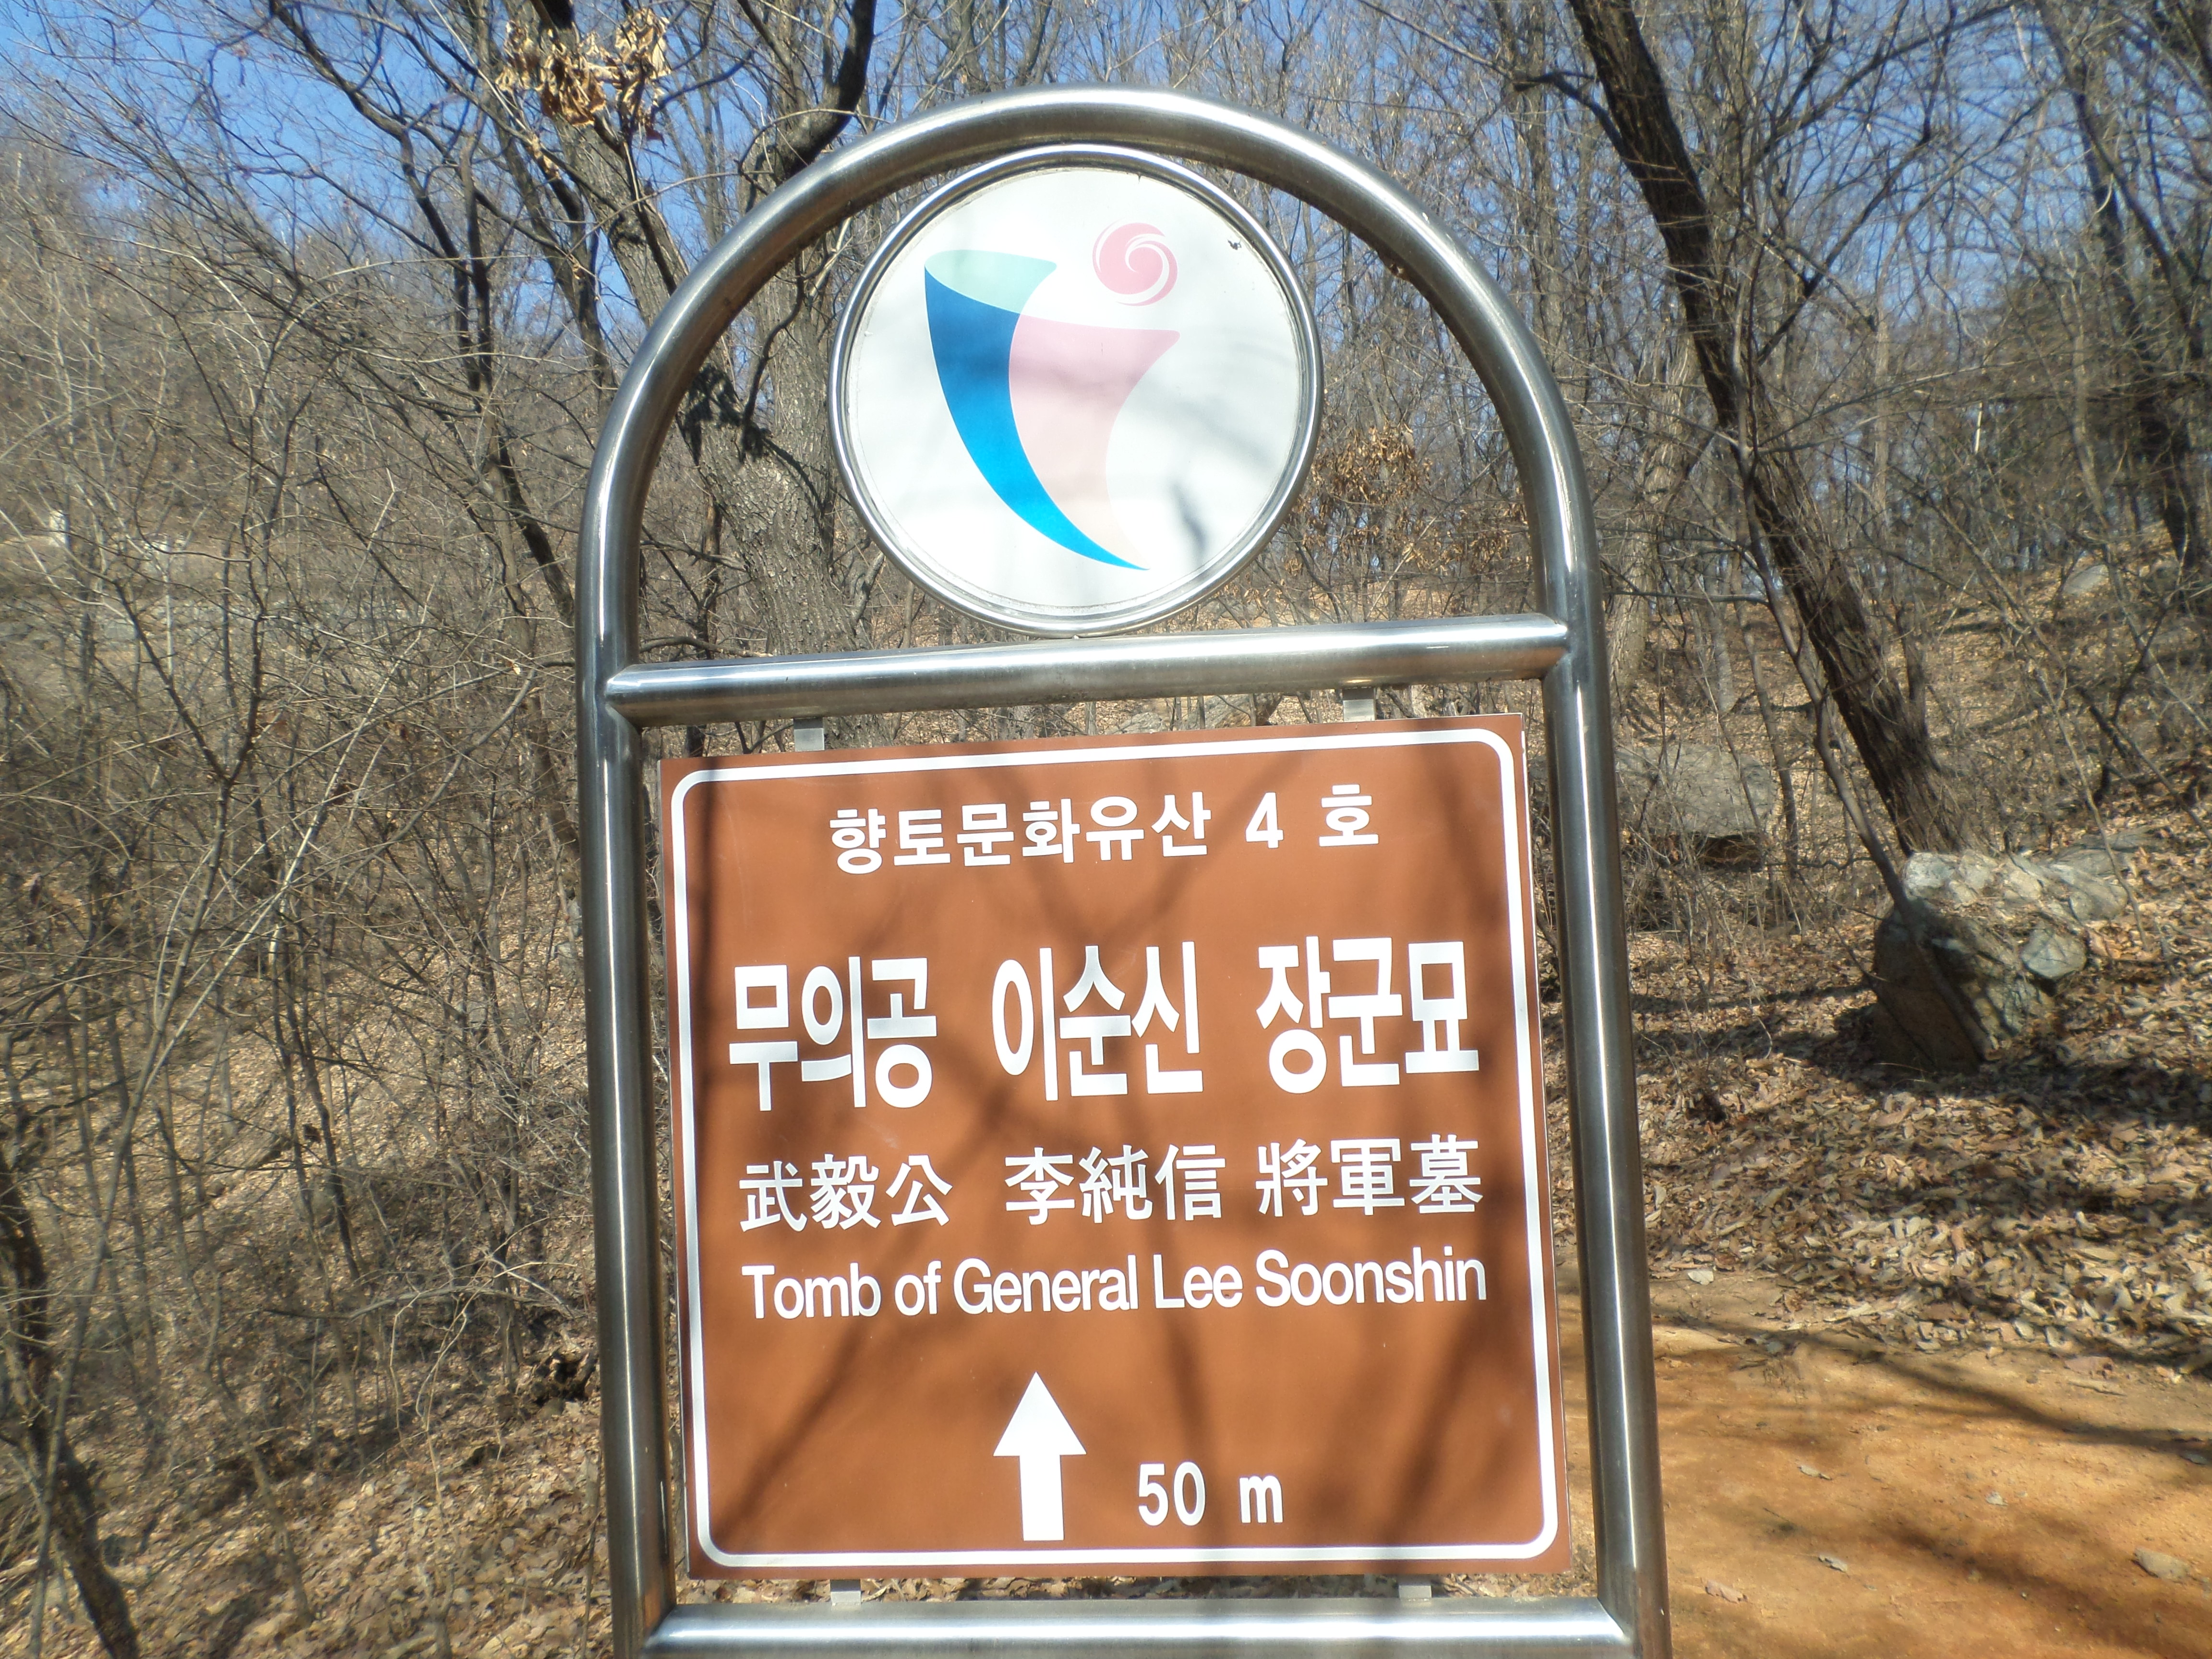 향토문화유산 4 호
무의공 이순신 장군묘
武毅公 李純信 將軍墓
Tomb of General Lee Soonshin
50 m